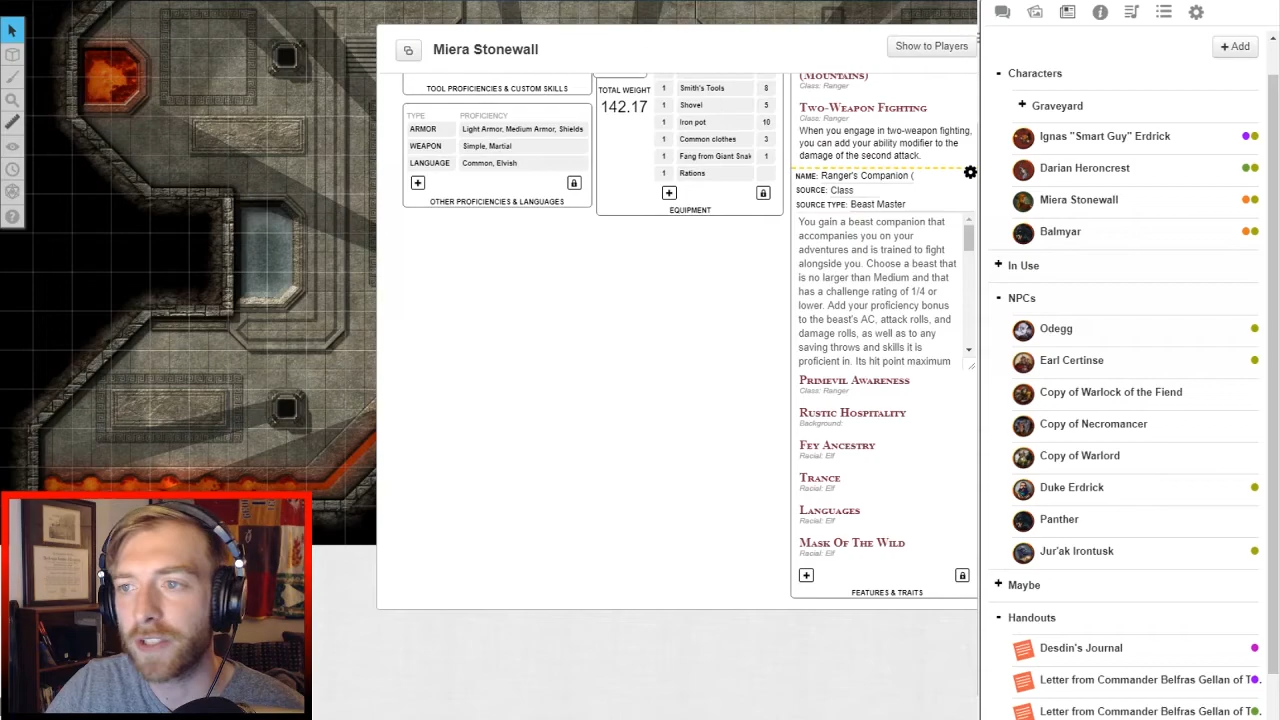 Miera Stonewall
Show to Players
TOOL PROFICIENCIES & CUSTOM SKILLS
TYPE PROFICIENCY
ARMOR Light Armor, Medium Armor, Shields
WEAPON Simple, Martial
LANGUAGE Common, Elvish
OTHER PROFICIENCIES & LANGUAGES
TOTAL WEIGHT
142.17
1 Smith's Tools 8
1 Shovel 5
1 Iron pot 10
1 Common clothes 3
1 Fang from Giant Snak 1
1 Rations
EQUIPMENT
(Mountains)
Class: Ranger
Two-Weapon Fighting
Class: Ranger
When you engage in two-weapon fighting,
you can add your ability modifier to the
damage of the second attack.
NAME: Ranger's Companion (
SOURCE: Class
SOURCE TYPE: Beast Master
You gain a beast companion that
accompanies you on your
adventures and is trained to fight
alongside you. Choose a beast that
is no larger than Medium and that
has a challenge rating of 1/4 or
lower. Add your proficiency bonus
to the beast's AC, attack rolls, and
damage rolls, as well as to any
saving throws and skills it is
proficient in. Its hit point maximum
Primevil Awareness
Class: Ranger
Rustic Hospitality
Background:
Fey Ancestry
Racial: Elf
Trance
Racial: Elf
Languages
Racial: Elf
Mask Of The Wild
Racial: Elf
FEATURES & TRAITS
+ Add
- Characters
+ Graveyard
Ignas "Smart Guy" Erdrick
Darian Heroncrest
Miera Stonewall
Balmyar
+ In Use
- NPCs
Odegg
Earl Certinse
Copy of Warlock of the Fiend
Copy of Necromancer
Copy of Warlord
Duke Erdrick
Panther
Jur'ak Irontusk
+ Maybe
- Handouts
Desdin's Journal
Letter from Commander Belfras Gellan of T
Letter from Commander Belfras Gellan of T